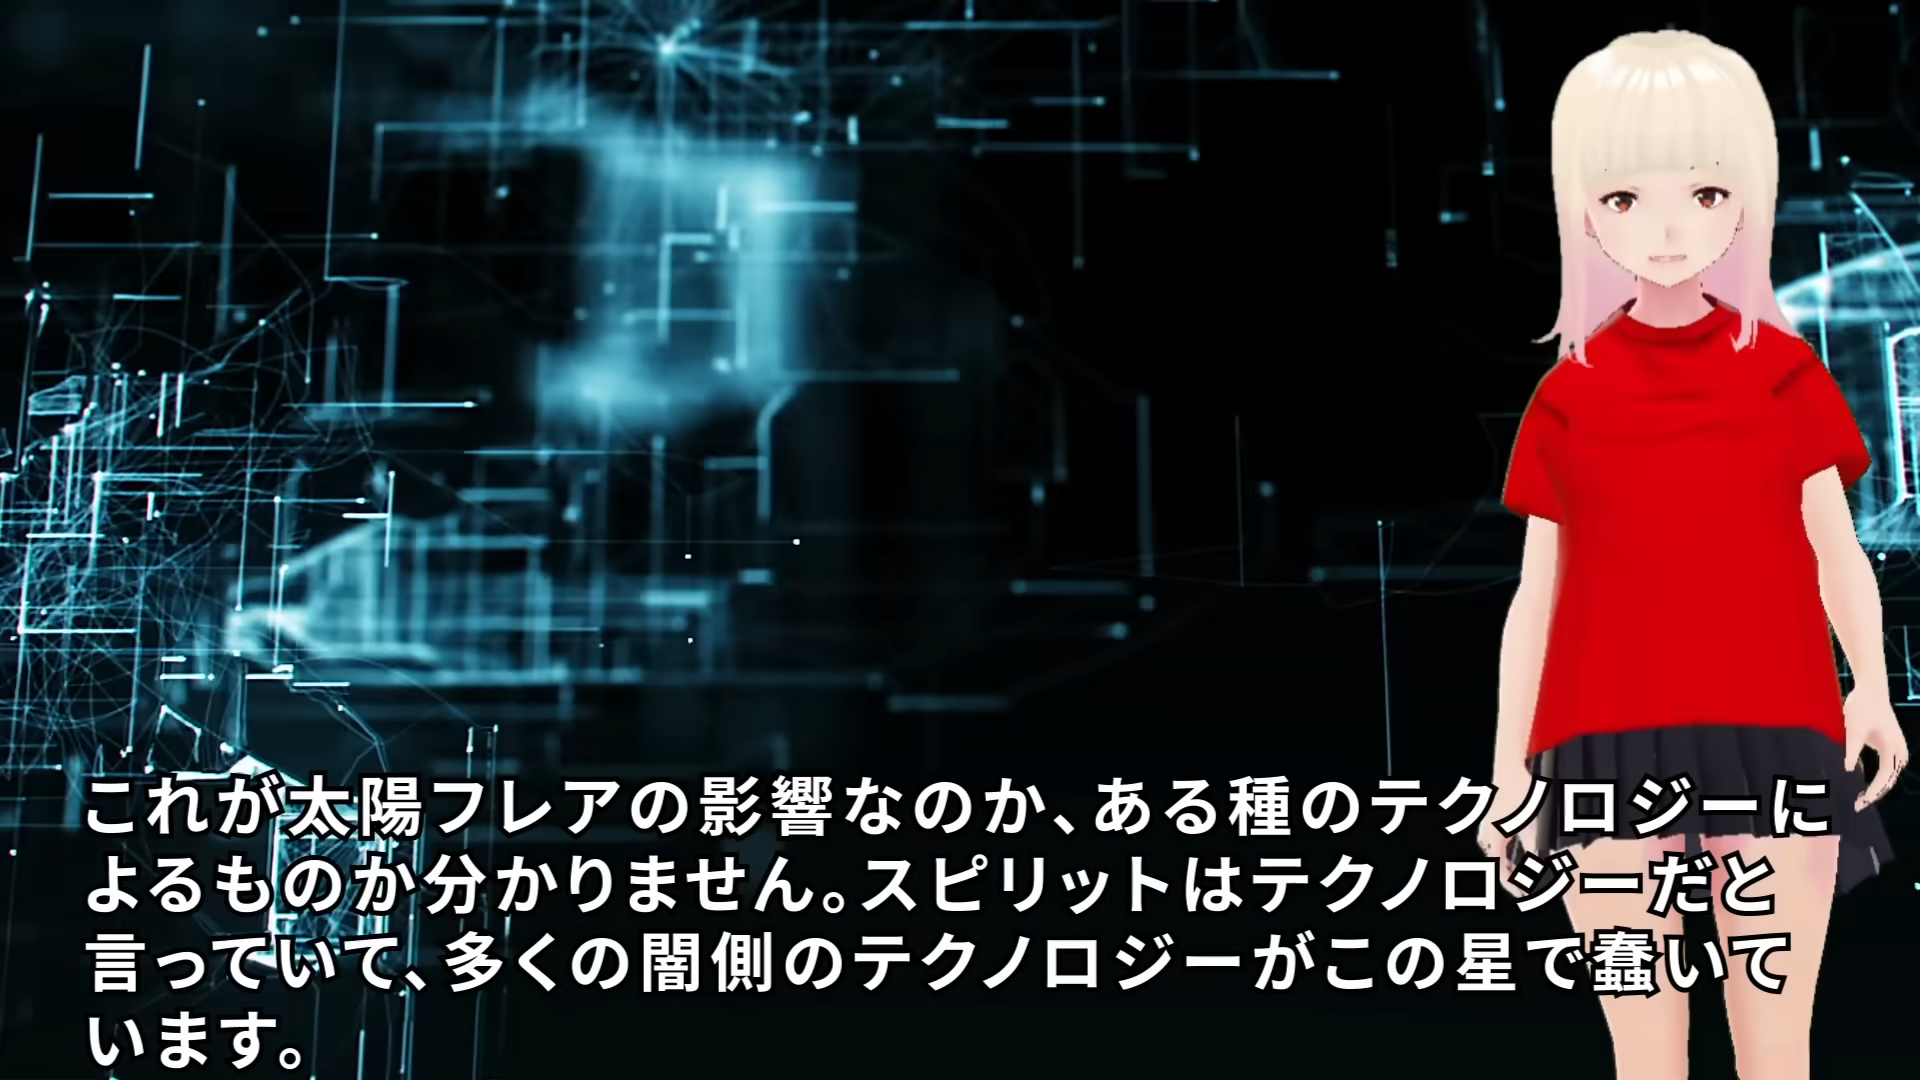 これが太陽フレアの影響なのか、ある種のテクノロジーに
よるものか分かりません。スピリットはテクノロジーだと
言っていて、多くの闇側のテクノロジーがこの星で蠢いて
います。